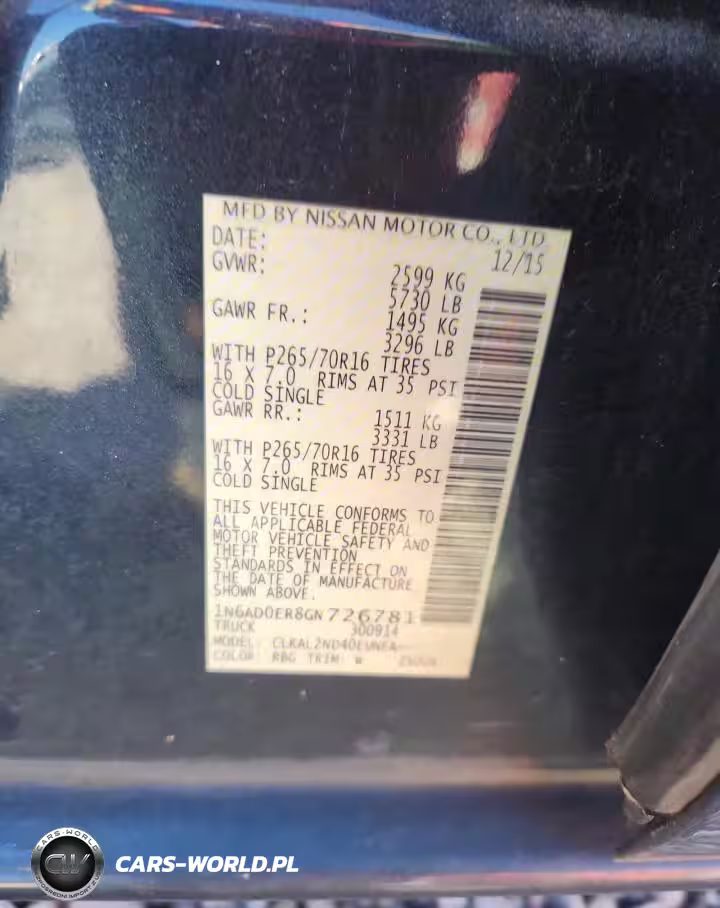 MFD BY NISSAN MOTOR CO., LTD
DATE: 12/15
GVWR: 2599 KG
5730 LB
GAWR FR.: 1495 KG
3296 LB
WITH P265/70R16 TIRES
16 X 7.0 RIMS AT 35 PSI
COLD SINGLE
GAWR RR.: 1511 KG
3331 LB
WITH P265/70R16 TIRES
16 X 7.0 RIMS AT 35 PSI
COLD SINGLE
THIS VEHICLE CONFORMS TO
ALL APPLICABLE FEDERAL
MOTOR VEHICLE SAFETY AND
THEFT PREVENTION
STANDARDS IN EFFECT ON
THE DATE OF MANUFACTURE
SHOWN ABOVE.
1N6AD0ER8GN726781
TRUCK 300914
MODEL:
COLOR: RBG TRIM: W
CARS-WORLD
CW
CARS-WORLD.PL